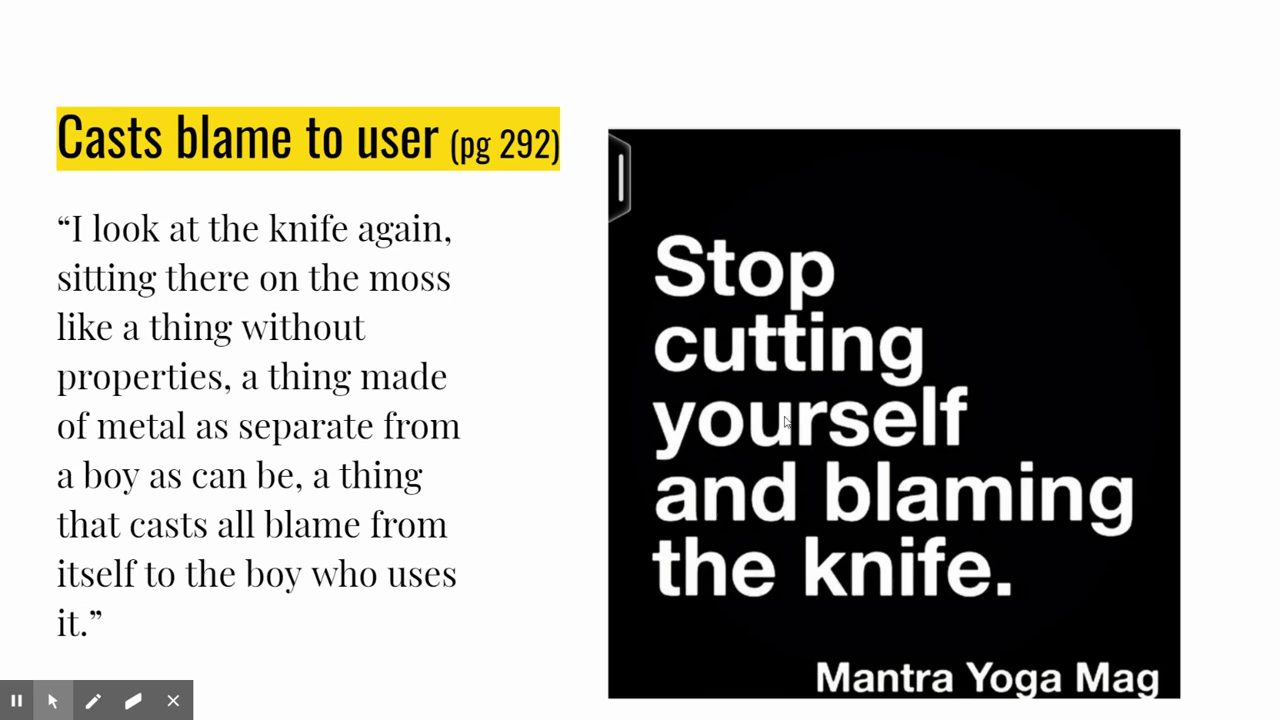 Casts blame to user (pg 292)
“I look at the knife again,
sitting there on the moss
like a thing without
properties, a thing made
of metal as separate from
a boy as can be, a thing
that casts all blame from
itself to the boy who uses
it.”
Stop
cutting
yourself
and blaming
the knife.
Mantra Yoga Mag